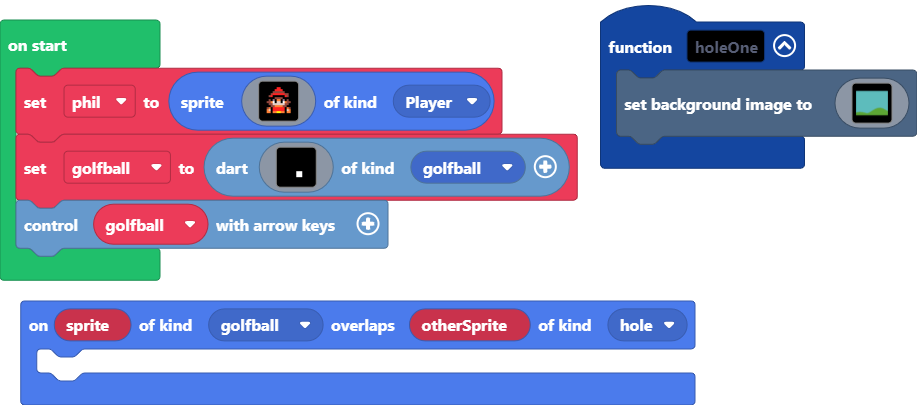 on start
set phil to sprite of kind Player
set golfball to dart of kind golfball
control golfball with arrow keys
function holeOne
set background image to
on sprite of kind golfball overlaps otherSprite of kind hole